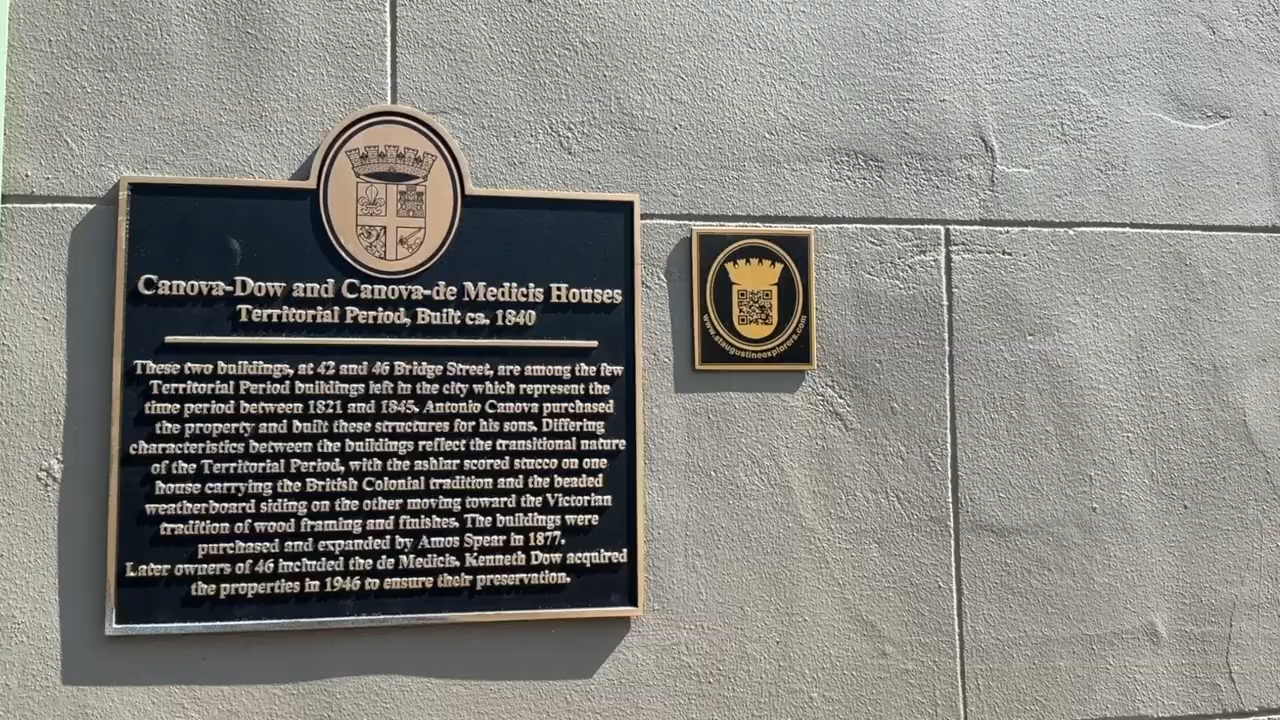 Canova-Dow and Canova-de Medicis Houses
Territorial Period, Built ca. 1840
These two buildings, at 42 and 46 Bridge Street, are among the few
Territorial Period buildings left in the city which represent the
time period between 1821 and 1845. Antonio Canova purchased
the property and built these structures for his sons. Differing
characteristics between the buildings reflect the transitional nature
of the Territorial Period, with the ashlar scored stucco on one
house carrying the British Colonial tradition and the beaded
weatherboard siding on the other moving toward the Victorian
tradition of wood framing and finishes. The buildings were
purchased and expanded by Amos Spear in 1877.
Later owners of 46 included the de Medicis. Kenneth Dow acquired
the properties in 1946 to ensure their preservation.
www.staugustineexplorers.com